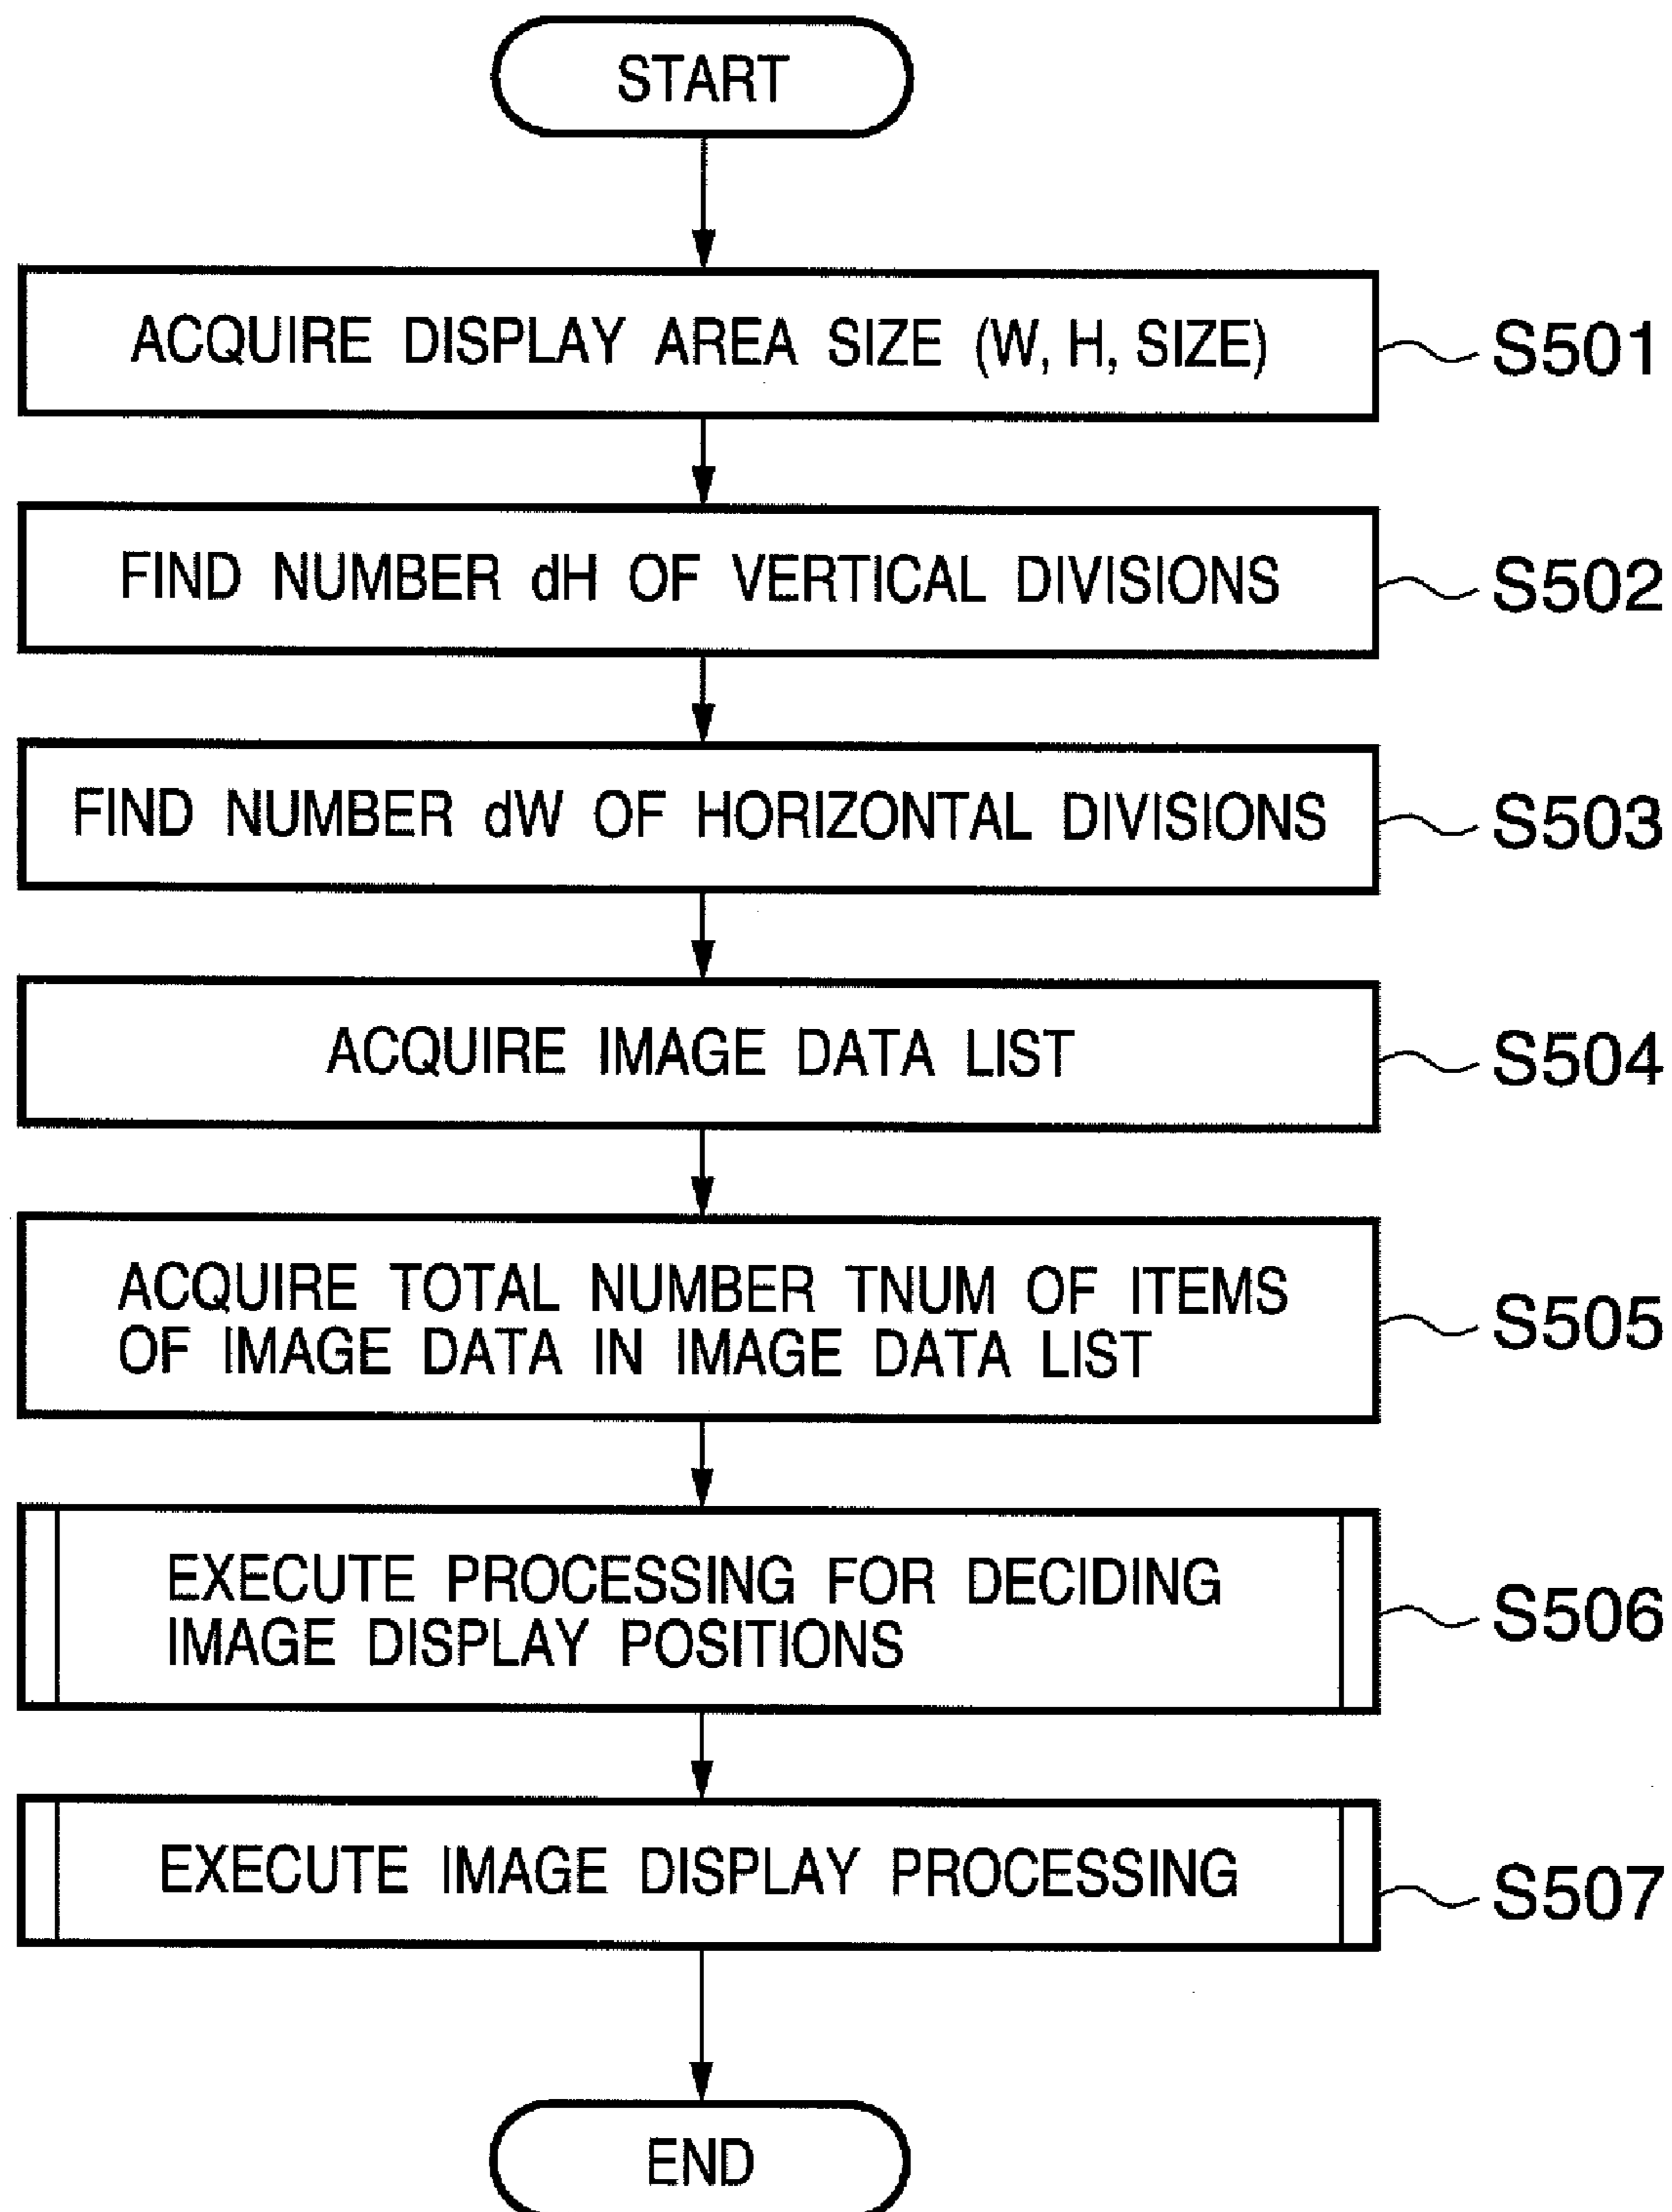 START
ACQUIRE DISPLAY AREA SIZE (W, H, SIZE)
S501
FIND NUMBER dH OF VERTICAL DIVISIONS
S502
FIND NUMBER dW OF HORIZONTAL DIVISIONS
S503
ACQUIRE IMAGE DATA LIST
S504
ACQUIRE TOTAL NUMBER TNUM OF ITEMS
OF IMAGE DATA IN IMAGE DATA LIST
S505
EXECUTE PROCESSING FOR DECIDING
IMAGE DISPLAY POSITIONS
S506
EXECUTE IMAGE DISPLAY PROCESSING
S507
END